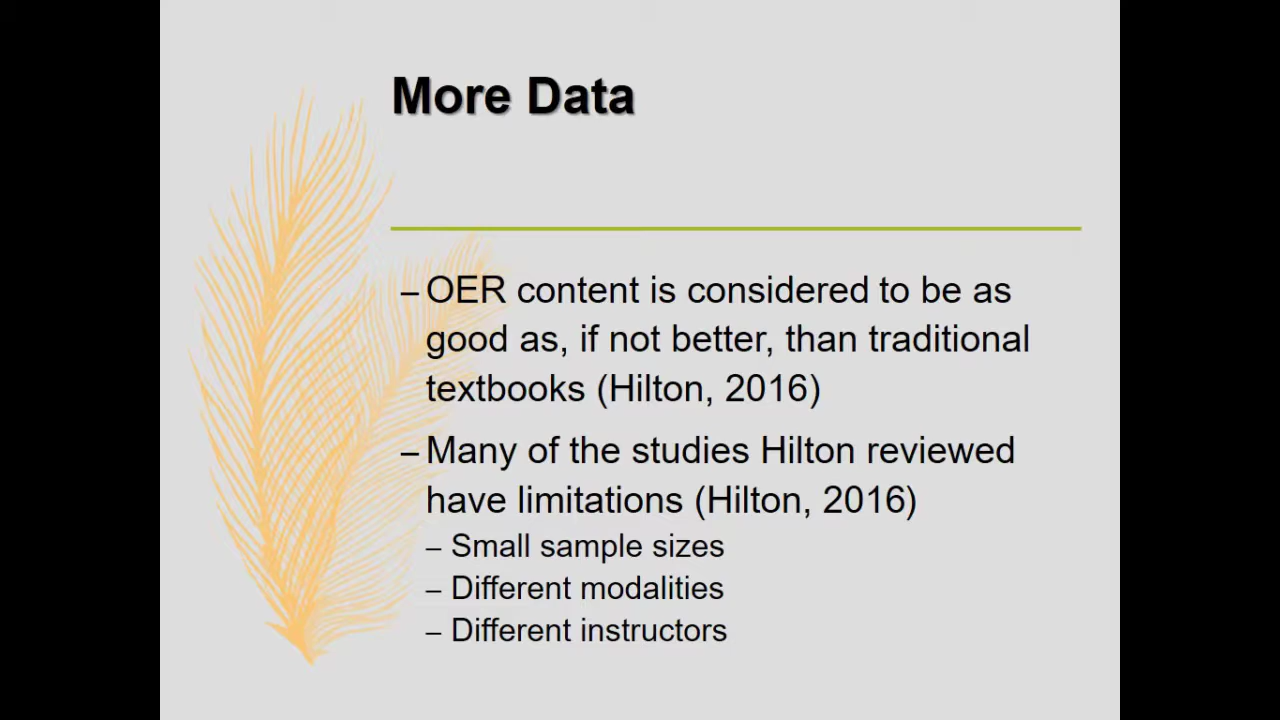 More Data
– OER content is considered to be as
good as, if not better, than traditional
textbooks (Hilton, 2016)
– Many of the studies Hilton reviewed
have limitations (Hilton, 2016)
– Small sample sizes
– Different modalities
– Different instructors